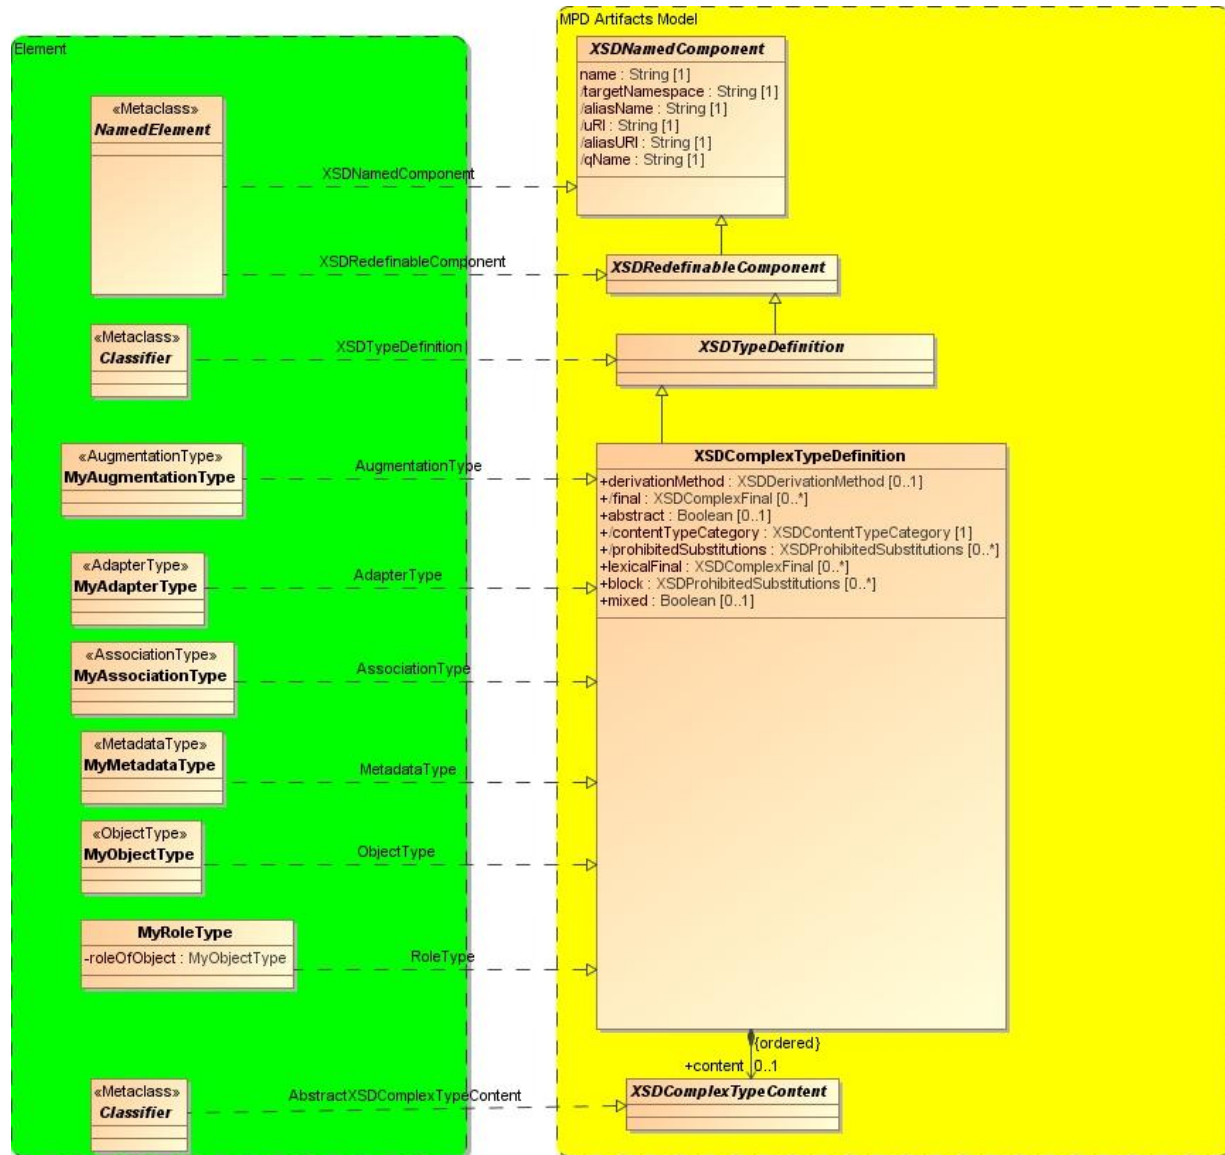 MPD Artifacts Model
Element
XSDNamedComponent
name : String [1]
/targetNamespace : String [1]
/aliasName : String [1]
/uRI : String [1]
/aliasURI : String [1]
/qName : String [1]
«Metaclass»
NamedElement
XSDNamedComponent
XSDRedefinableComponent
XSDRedefinableComponent
«Metaclass»
Classifier
XSDTypeDefinition
XSDTypeDefinition
«AugmentationType»
MyAugmentationType
AugmentationType
XSDComplexTypeDefinition
+derivationMethod : XSDDerivationMethod [0..1]
+/final : XSDComplexFinal [0..*]
+abstract : Boolean [0..1]
+/contentTypeCategory : XSDContentTypeCategory [1]
+/prohibitedSubstitutions : XSDProhibitedSubstitutions [0..*]
+lexicalFinal : XSDComplexFinal [0..*]
+block : XSDProhibitedSubstitutions [0..*]
+mixed : Boolean [0..1]
«AdapterType»
MyAdapterType
AdapterType
«AssociationType»
MyAssociationType
AssociationType
«MetadataType»
MyMetadataType
MetadataType
«ObjectType»
MyObjectType
ObjectType
MyRoleType
-roleOfObject : MyObjectType
RoleType
{ordered}
+content 0..1
«Metaclass»
Classifier
AbstractXSDComplexTypeContent
XSDComplexTypeContent